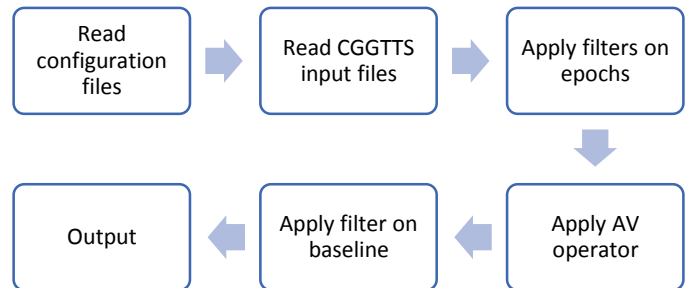 Read
configuration
files
Read CGGTTS
input files
Apply filters on
epochs
Apply AV
operator
Apply filter on
baseline
Output